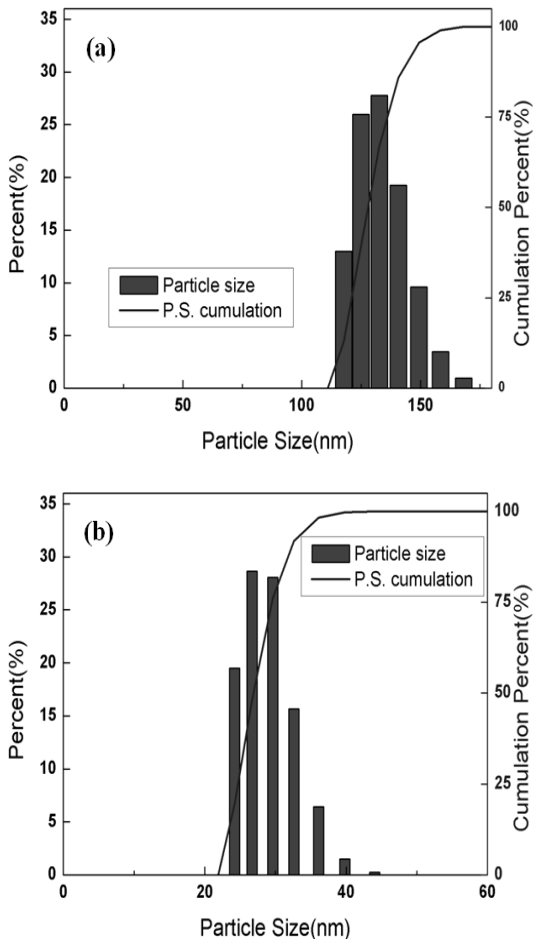 (a)
35
30
25
20
15
10
5
0
Percent(%)
100
75
50
25
0
Cumulation Percent(%)
Particle size
P.S. cumulation
0 50 100 150
Particle Size(nm)
(b)
35
30
25
20
15
10
5
0
Percent(%)
100
75
50
25
0
Cumulation Percent(%)
Particle size
P.S. cumulation
0 20 40 60
Particle Size(nm)